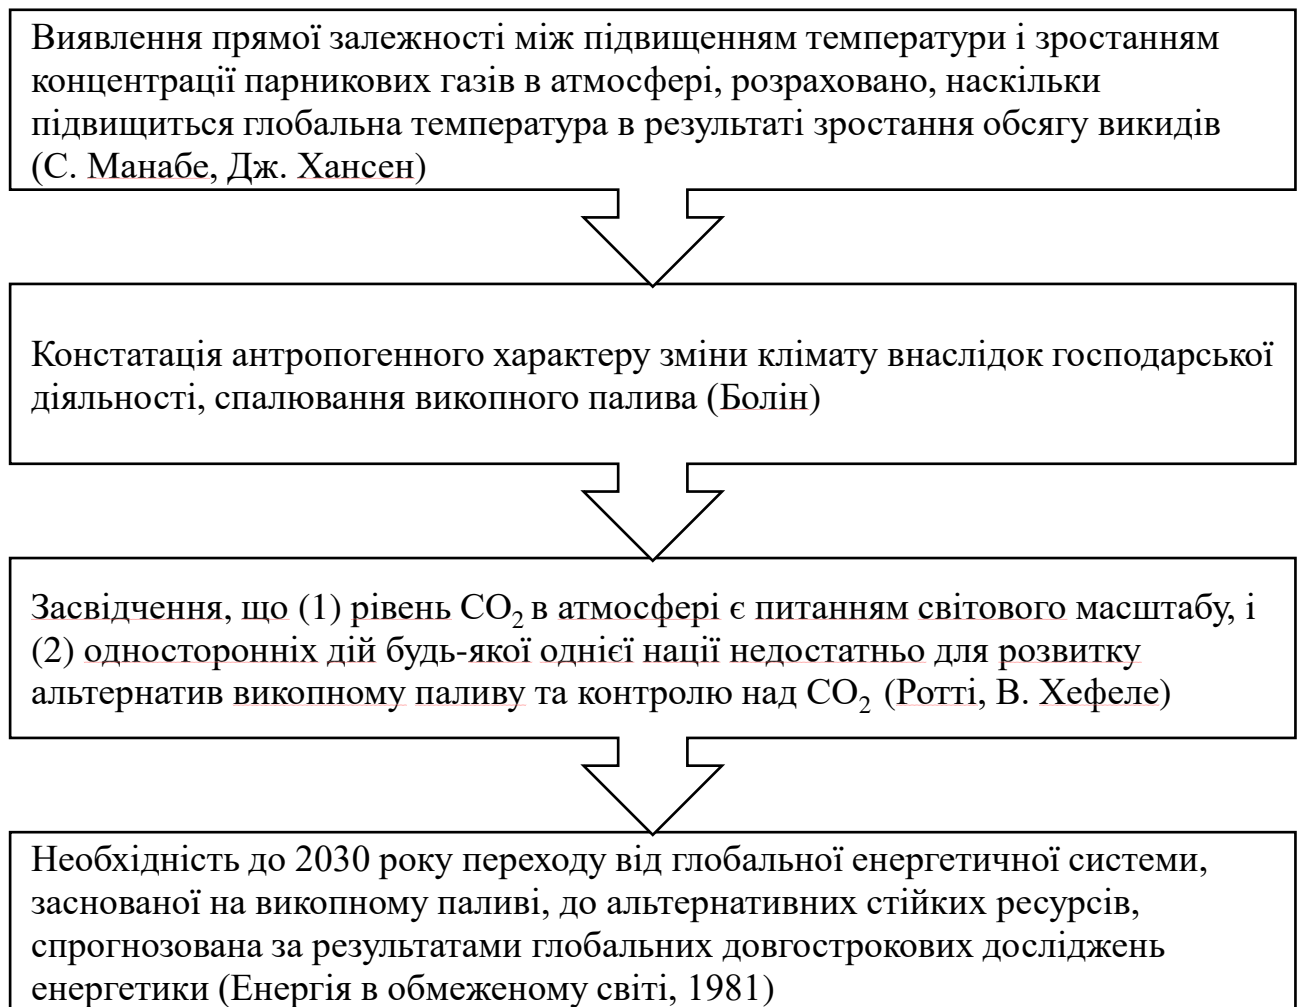 Виявлення прямої залежності між підвищенням температури і зростанням
концентрації парникових газів в атмосфері, розраховано, наскільки
підвищиться глобальна температура в результаті зростання обсягу викидів
(С. Манабе, Дж. Хансен)
Констатація антропогенного характеру зміни клімату внаслідок господарської
діяльності, спалювання викопного палива (Болін)
Засвідчення, що (1) рівень CO₂ в атмосфері є питанням світового масштабу, і
(2) односторонніх дій будь-якої однієї нації недостатньо для розвитку
альтернатив викопному паливу та контролю над CO₂ (Ротті, В. Хефеле)
Необхідність до 2030 року переходу від глобальної енергетичної системи,
заснованої на викопному паливі, до альтернативних стійких ресурсів,
спрогнозована за результатами глобальних довгострокових досліджень
енергетики (Енергія в обмеженому світі, 1981)